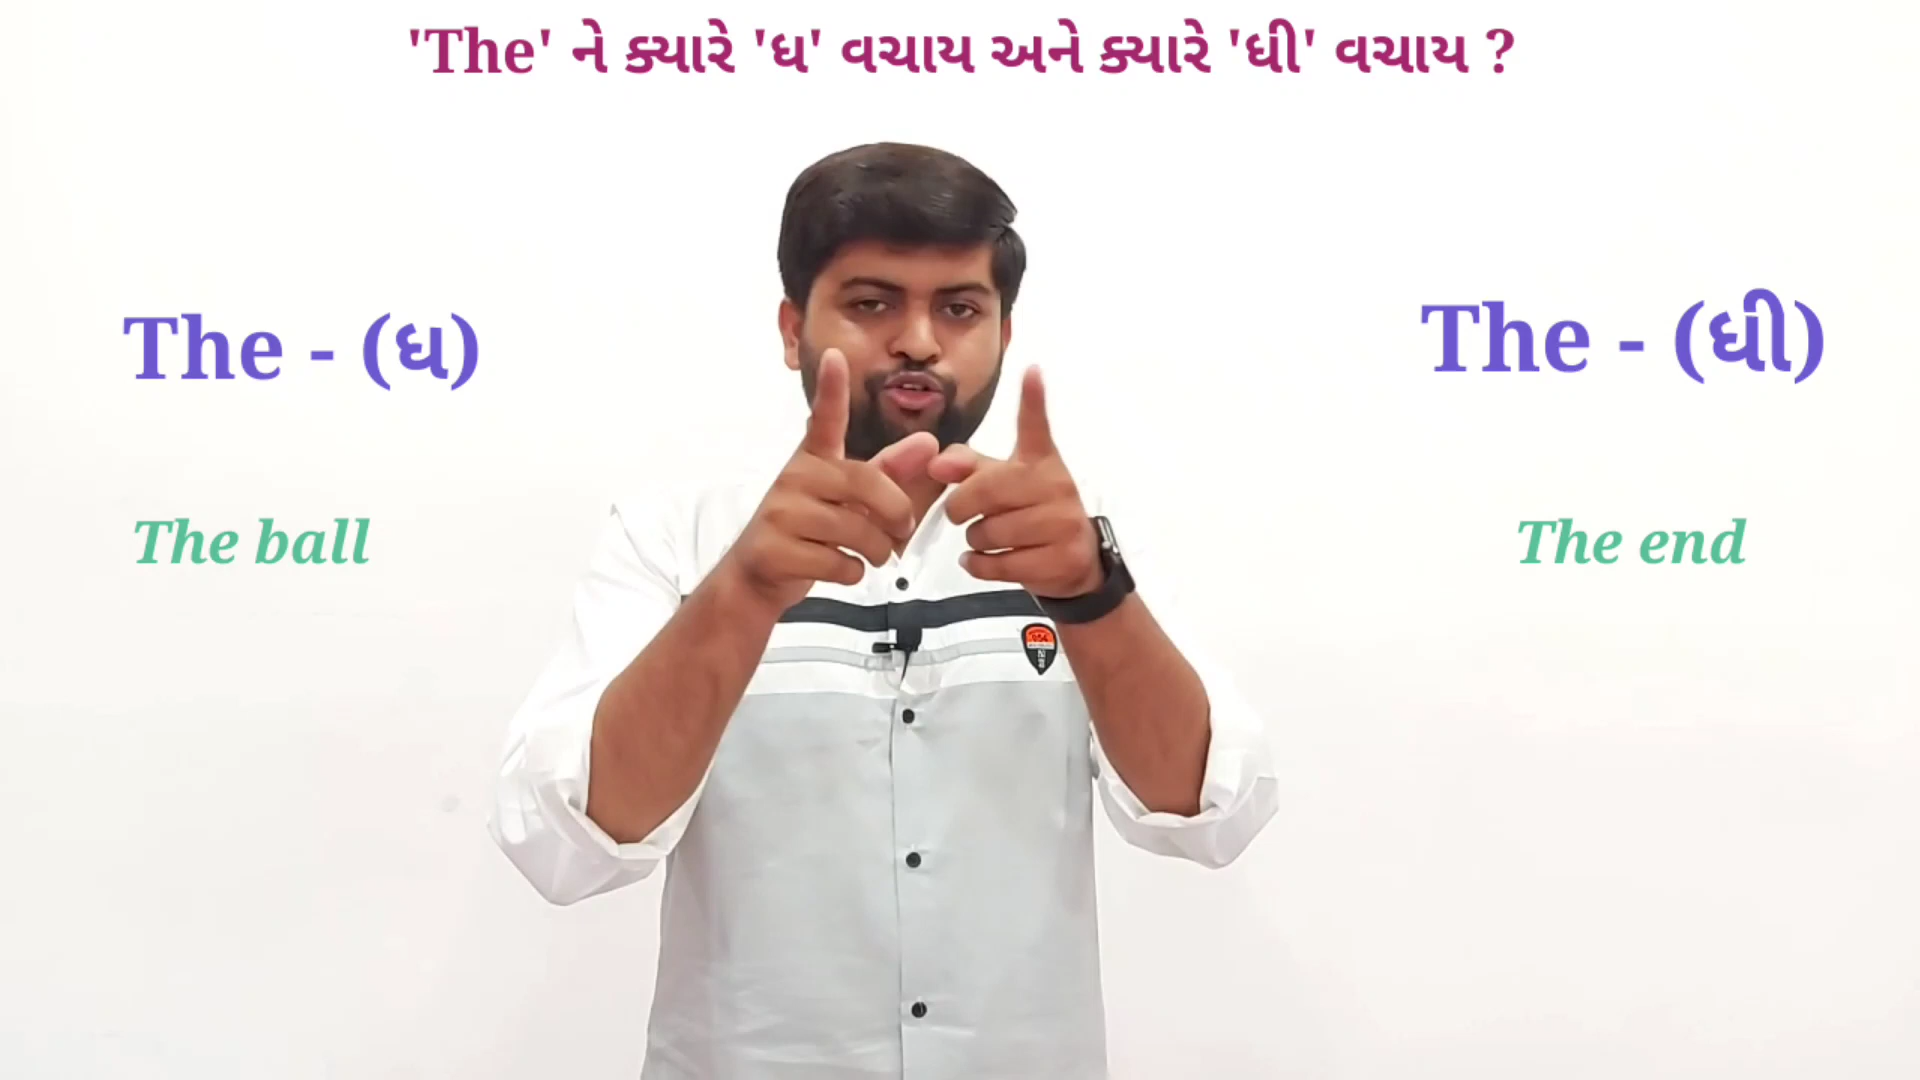 'The' ને ક્યારે 'ધ' વચાય અને ક્યારે 'ધી' વચાય ?
The - (ધ)
The - (ધી)
The ball
The end